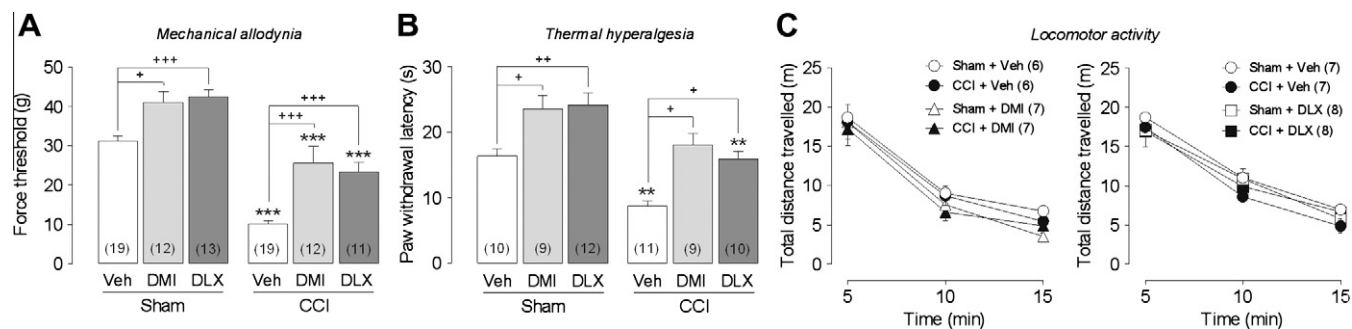 A
Mechanical allodynia
Force threshold (g)
50
40
30
20
10
0
+++
+
+++
+++
***
***
***
(19)
(12)
(13)
(19)
(12)
(11)
Veh
DMI
DLX
Veh
DMI
DLX
Sham
CCI
B
Thermal hyperalgesia
Paw withdrawal latency (s)
30
20
10
0
++
+
+
+
**
**
(10)
(9)
(12)
(11)
(9)
(10)
Veh
DMI
DLX
Veh
DMI
DLX
Sham
CCI
C
Locomotor activity
Total distance travelled (m)
25
20
15
10
5
0
Sham + Veh (6)
CCI + Veh (6)
Sham + DMI (7)
CCI + DMI (7)
5
10
15
Time (min)
Total distance travelled (m)
25
20
15
10
5
0
Sham + Veh (7)
CCI + Veh (7)
Sham + DLX (8)
CCI + DLX (8)
5
10
15
Time (min)